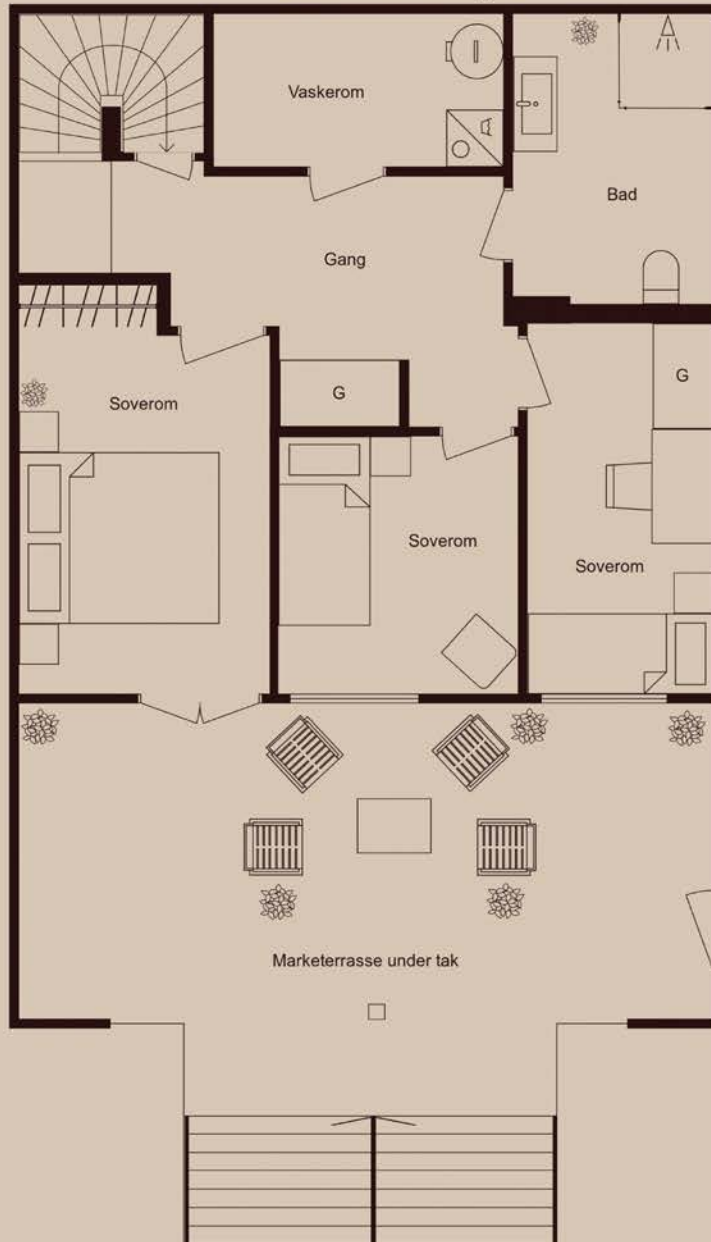 Vaskerom
Bad
Gang
Soverom
G
G
Soverom
Soverom
Marketerrasse under tak